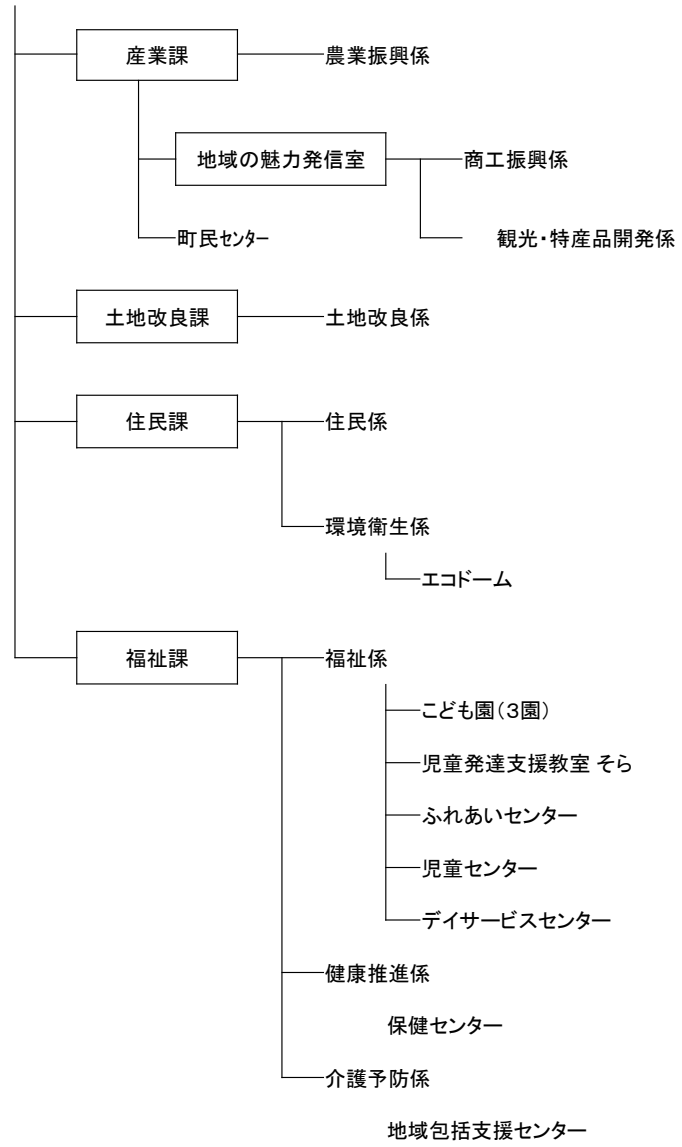 産業課 農業振興係
地域の魅力発信室 商工振興係
町民ｾﾝﾀｰ 観光・特産品開発係
土地改良課 土地改良係
住民課 住民係
環境衛生係
エコドーム
福祉課 福祉係
こども園(３園)
児童発達支援教室 そら
ふれあいセンター
児童センター
デイサービスセンター
健康推進係
保健センター
介護予防係
地域包括支援センター